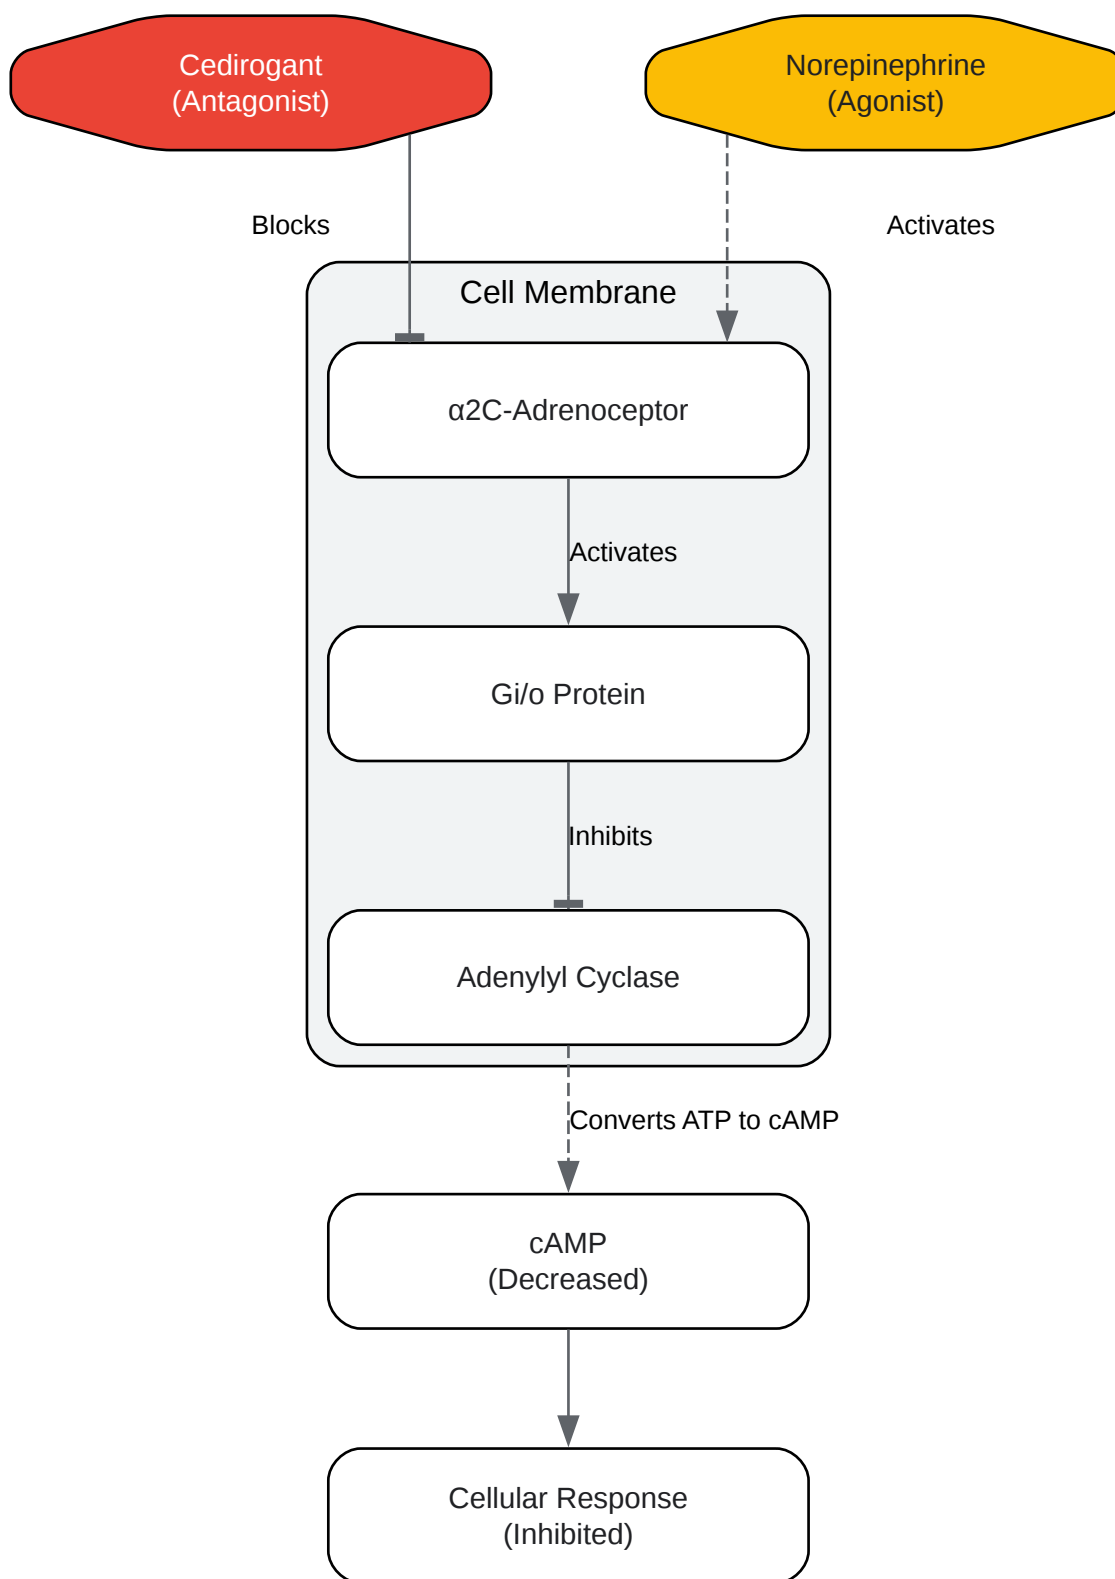 Cedirogant
(Antagonist)
Norepinephrine
(Agonist)
Blocks
Activates
Cell Membrane
α2C-Adrenoceptor
Activates
Gi/o Protein
Inhibits
Adenylyl Cyclase
Converts ATP to cAMP
cAMP
(Decreased)
Cellular Response
(Inhibited)